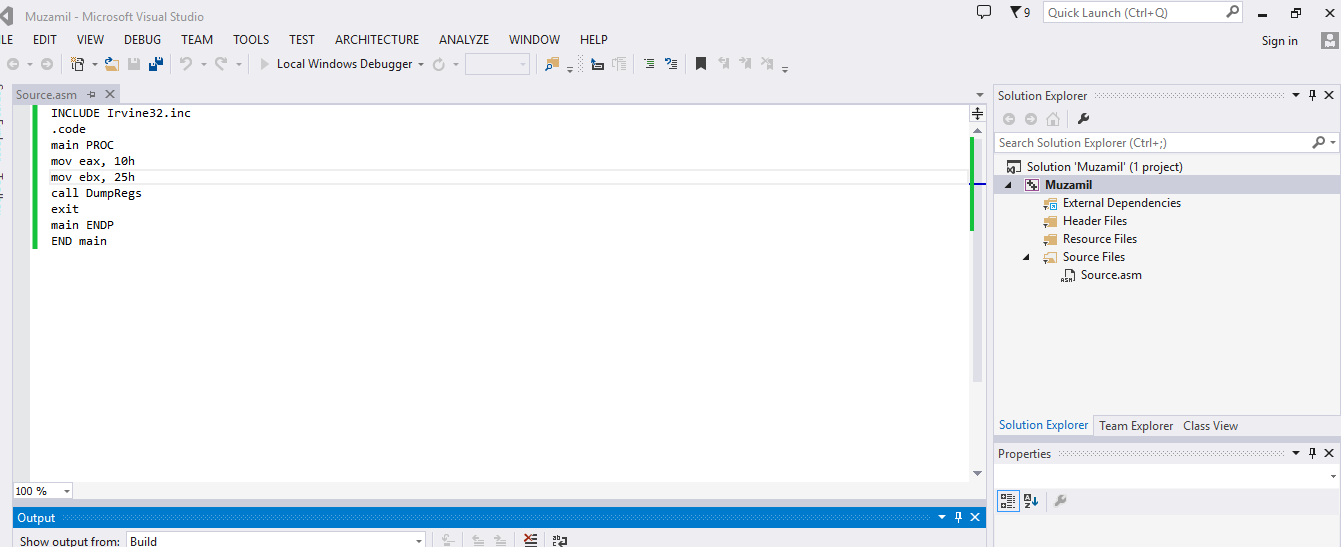 Muzamil - Microsoft Visual Studio
9
Quick Launch (Ctrl+Q)
LE EDIT VIEW DEBUG TEAM TOOLS TEST ARCHITECTURE ANALYZE WINDOW HELP
Sign in
Local Windows Debugger
Source.asm
INCLUDE Irvine32.inc
.code
main PROC
mov eax, 10h
mov ebx, 25h
call DumpRegs
exit
main ENDP
END main
100 %
Output
Show output from: Build
Solution Explorer
Search Solution Explorer (Ctrl+;)
Solution 'Muzamil' (1 project)
Muzamil
External Dependencies
Header Files
Resource Files
Source Files
ASM Source.asm
Solution Explorer Team Explorer Class View
Properties